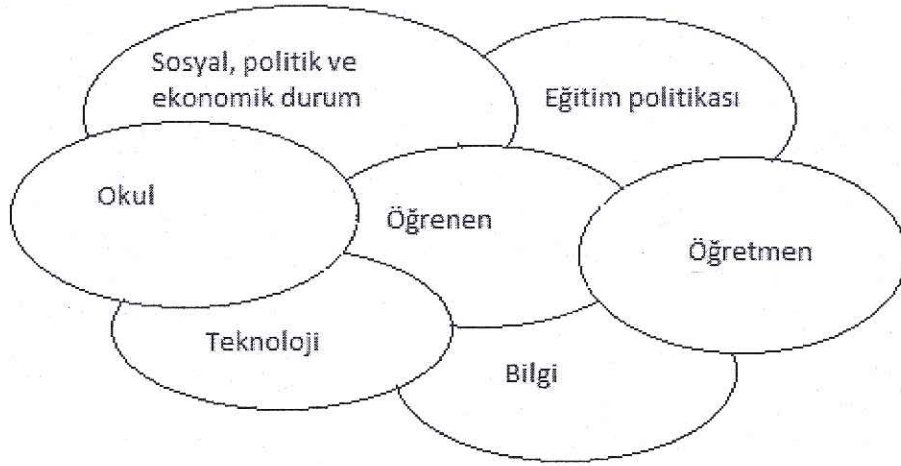 Sosyal, politik ve
ekonomik durum
Eğitim politikası
Okul
Öğrenen
Öğretmen
Teknoloji
Bilgi